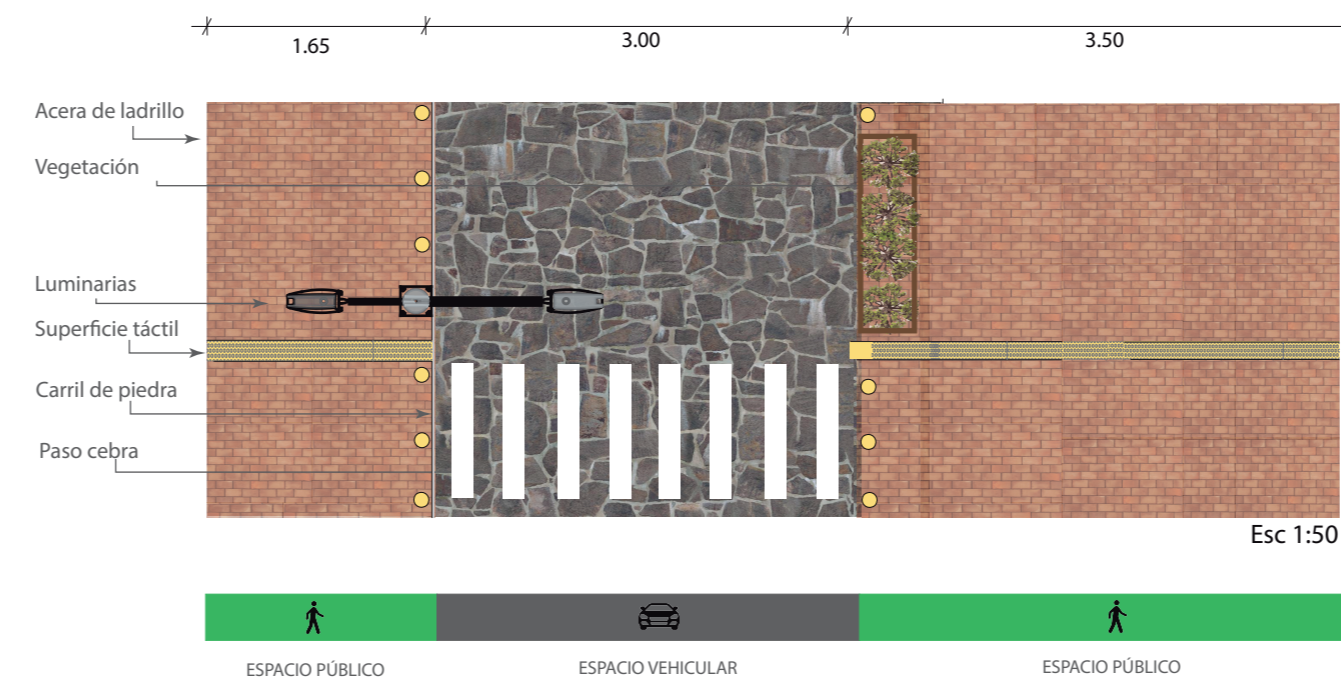 1.65
3.00
3.50
Acera de ladrillo
Vegetación
Luminarias
Superficie táctil
Carril de piedra
Paso cebra
Esc 1:50
ESPACIO PÚBLICO
ESPACIO VEHICULAR
ESPACIO PÚBLICO